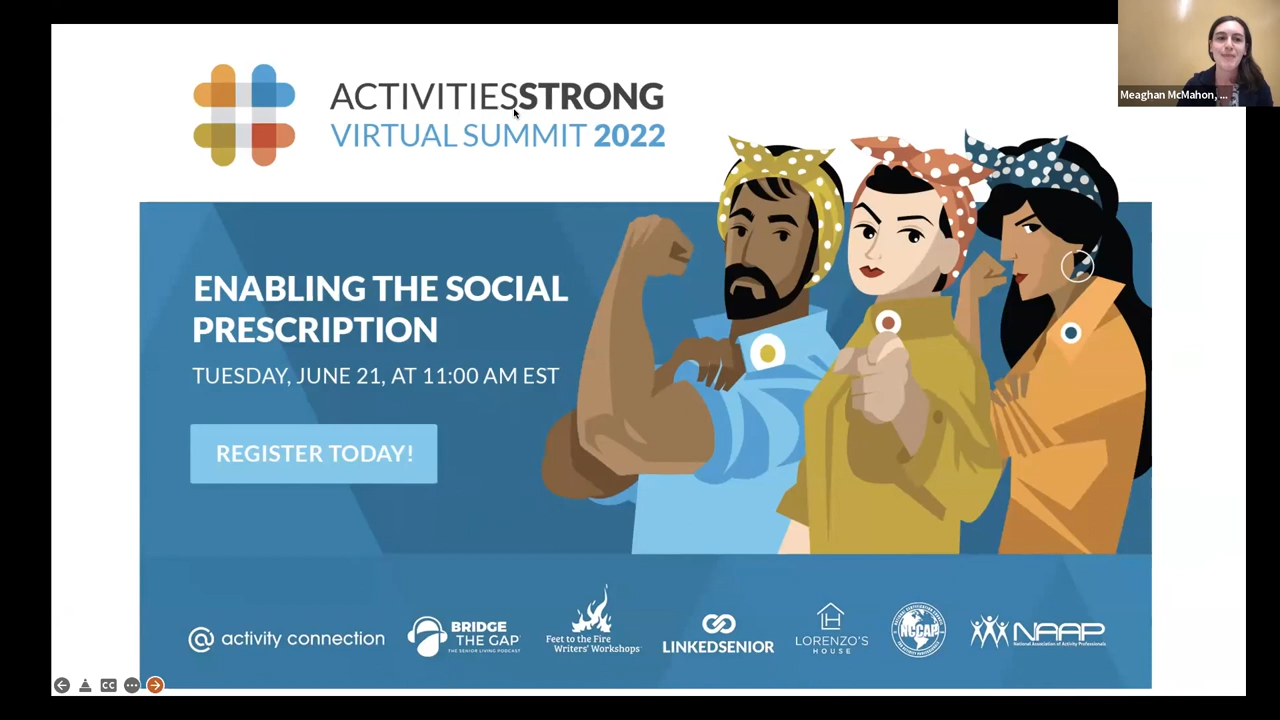 ACTIVITIESSTRONG
VIRTUAL SUMMIT 2022
Meaghan McMahon, ...
ENABLING THE SOCIAL
PRESCRIPTION
TUESDAY, JUNE 21, AT 11:00 AM EST
REGISTER TODAY!
@ activity connection
BRIDGE
THE GAP
THE SENIOR LIVING PODCAST
Feet to the Fire
Writers' Workshops
LINKEDSENIOR
LORENZO'S
HOUSE
NCCAP
NAAP
National Association of Activity Professionals
CC